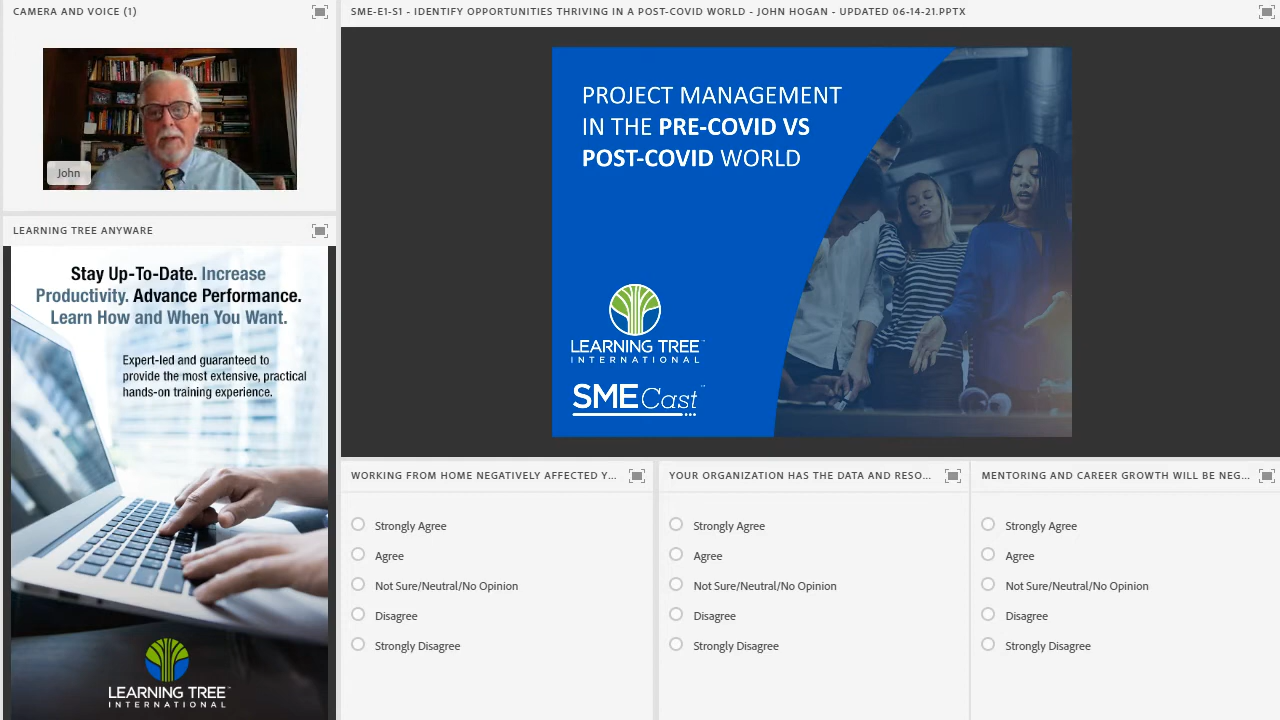 CAMERA AND VOICE (1)
John
LEARNING TREE ANYWARE
Stay Up-To-Date. Increase
Productivity. Advance Performance.
Learn How and When You Want.
Expert-led and guaranteed to
provide the most extensive, practical
hands-on training experience.
LEARNING TREE™
INTERNATIONAL
SME-E1-S1 - IDENTIFY OPPORTUNITIES THRIVING IN A POST-COVID WORLD - JOHN HOGAN - UPDATED 06-14-21.PPTX
PROJECT MANAGEMENT
IN THE PRE-COVID VS
POST-COVID WORLD
LEARNING TREE™
INTERNATIONAL
SMECast™
WORKING FROM HOME NEGATIVELY AFFECTED Y...
Strongly Agree
Agree
Not Sure/Neutral/No Opinion
Disagree
Strongly Disagree
YOUR ORGANIZATION HAS THE DATA AND RESO...
Strongly Agree
Agree
Not Sure/Neutral/No Opinion
Disagree
Strongly Disagree
MENTORING AND CAREER GROWTH WILL BE NEG...
Strongly Agree
Agree
Not Sure/Neutral/No Opinion
Disagree
Strongly Disagree